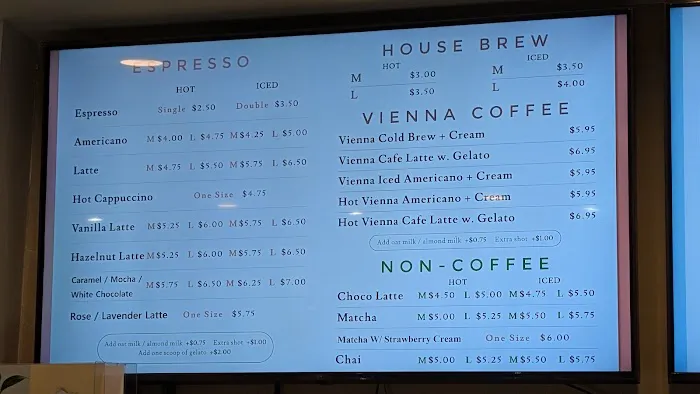 ESPRESSO
HOT ICED
Espresso Single $2.50 Double $3.50
Americano M $4.00 L $4.75 M $4.25 L $5.00
Latte M $4.75 L $5.50 M $5.75 L $6.50
Hot Cappuccino One Size $4.75
Vanilla Latte M $5.25 L $6.00 M $5.75 L $6.50
Hazelnut Latte M $5.25 L $6.00 M $5.75 L $6.50
Caramel / Mocha /
White Chocolate M $5.75 L $6.50 M $6.25 L $7.00
Rose / Lavender Latte One Size $5.75
Add oat milk / almond milk +$0.75 Extra shot +$1.00
Add one scoop of gelato +$2.00
HOUSE BREW
HOT ICED
M $3.00 M $3.50
L $3.50 L $4.00
VIENNA COFFEE
Vienna Cold Brew + Cream $5.95
Vienna Cafe Latte w. Gelato $6.95
Vienna Iced Americano + Cream $5.95
Hot Vienna Americano + Cream $5.95
Hot Vienna Cafe Latte w. Gelato $6.95
Add oat milk / almond milk +$0.75 Extra shot +$1.00
NON-COFFEE
HOT ICED
Choco Latte M $4.50 L $5.00 M $4.75 L $5.50
Matcha M $5.00 L $5.25 M $5.50 L $5.75
Matcha W/ Strawberry Cream One Size $6.00
Chai M $5.00 L $5.25 M $5.50 L $5.75